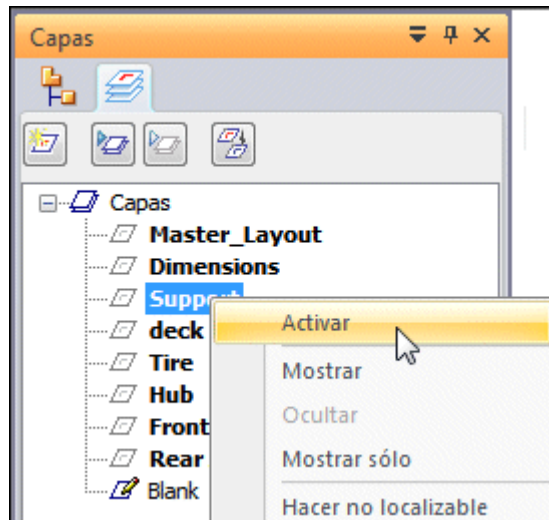 Capas
Capas
Master_Layout
Dimensions
Support
Activar
deck
Tire
Mostrar
Hub
Ocultar
Front
Rear
Mostrar sólo
Blank
Hacer no localizable